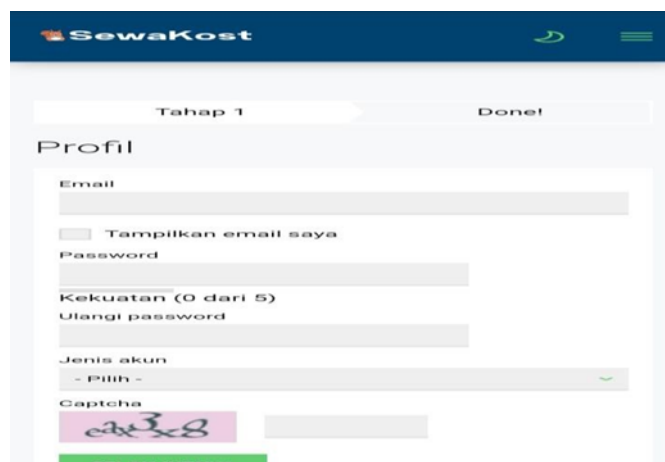 SewaKost
Tahap 1 Done!
Profil
Email
Tampilkan email saya
Password
Kekuatan (0 dari 5)
Ulangi password
Jenis akun
- Pilih -
Captcha